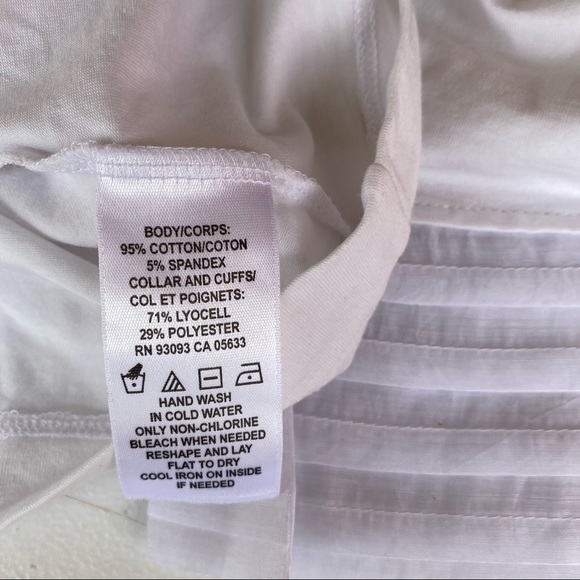 BODY/CORPS:
95% COTTON/COTON
5% SPANDEX
COLLAR AND CUFFS/
COL ET POIGNETS:
71% LYOCELL
29% POLYESTER
RN 93093 CA 05633
HAND WASH
IN COLD WATER
ONLY NON-CHLORINE
BLEACH WHEN NEEDED
RESHAPE AND LAY
FLAT TO DRY
COOL IRON ON INSIDE
IF NEEDED